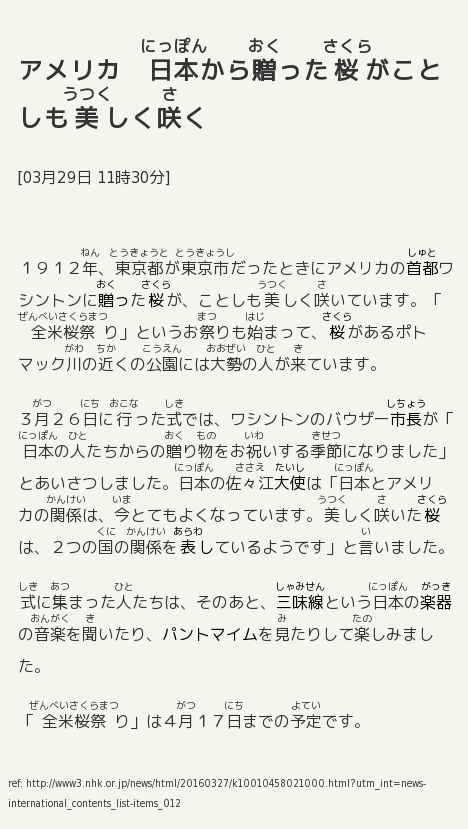 アメリカ　日本から贈った桜がこと
しも美しく咲く
[03月29日 11時30分]
１９１２年、東京都が東京市だったときにアメリカの首都ワ
シントンに贈った桜が、ことしも美しく咲いています。「
全米桜祭り」というお祭りも始まって、桜があるポト
マック川の近くの公園には大勢の人が来ています。
３月２６日に行った式では、ワシントンのバウザー市長が「
日本の人たちからの贈り物をお祝いする季節になりました」
とあいさつしました。日本の佐々江大使は「日本とアメリ
カの関係は、今とてもよくなっています。美しく咲いた桜
は、２つの国の関係を表しているようです」と言いました。
式に集まった人たちは、そのあと、三味線という日本の楽器
の音楽を聞いたり、パントマイムを見たりして楽しみまし
た。
「全米桜祭り」は４月１７日までの予定です。
ref: http://www3.nhk.or.jp/news/html/20160327/k10010458021000.html?utm_int=news-
international_contents_list-items_012